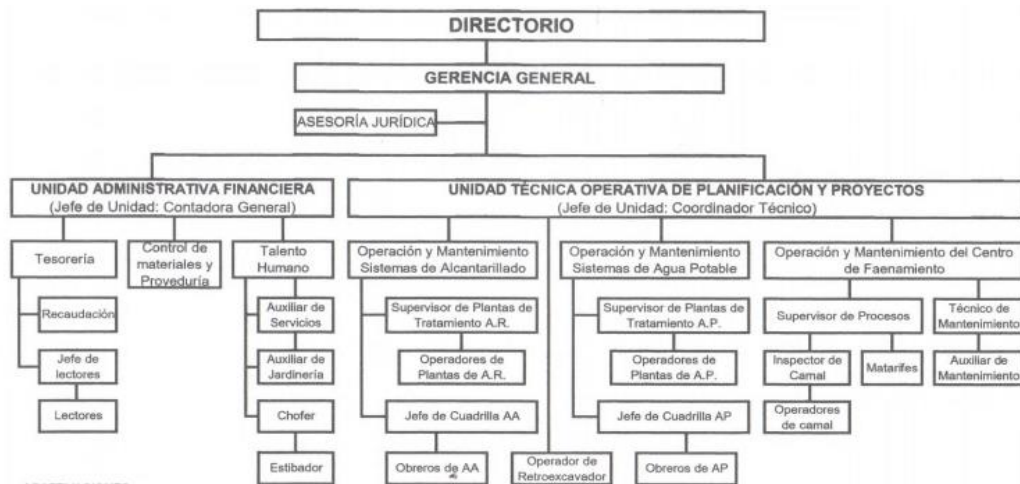 DIRECTORIO
GERENCIA GENERAL
ASESORÍA JURÍDICA
UNIDAD ADMINISTRATIVA FINANCIERA
(Jefe de Unidad: Contadora General)
UNIDAD TÉCNICA OPERATIVA DE PLANIFICACIÓN Y PROYECTOS
(Jefe de Unidad: Coordinador Técnico)
Tesorería
Control de
materiales y
Proveduría
Talento
Humano
Operación y Mantenimiento
Sistemas de Alcantarillado
Operación y Mantenimiento
Sistemas de Agua Potable
Operación y Mantenimiento del Centro
de Faenamiento
Recaudación
Auxiliar de
Servicios
Supervisor de Plantas de
Tratamiento A.R.
Supervisor de Plantas de
Tratamiento A.P.
Supervisor de Procesos
Técnico de
Mantenimiento
Jefe de
lectores
Auxiliar de
Jardinería
Operadores de
Plantas de A.R.
Operadores de
Plantas de A.P.
Inspector de
Camal
Matarifes
Auxiliar de
Mantenimiento
Lectores
Chofer
Jefe de Cuadrilla AA
Jefe de Cuadrilla AP
Operadores
de camal
Estibador
Obreros de AA
Operador de
Retroexcavador
Obreros de AP